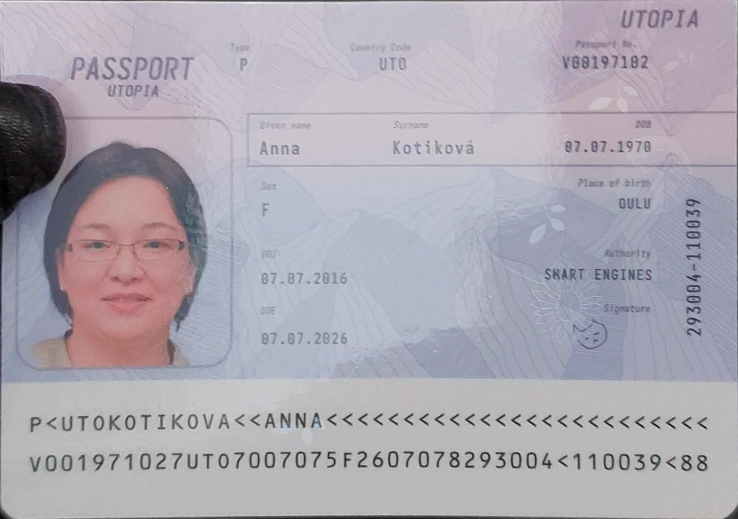 UTOPIA
PASSPORT
UTOPIA
Type
P
Country Code
UTO
Passport No.
V00197102
Given name
Anna
Surname
Kotiková
DOB
07.07.1970
Sex
F
Place of birth
OULU
DOI
07.07.2016
Authority
SMART ENGINES
DOE
07.07.2026
Signature
293004-110039
P<UTOKOTIKOVA<<ANNA<<<<<<<<<<<<<<<<<<<<<<<<<
V001971027UTO7007075F2607078293004<110039<88